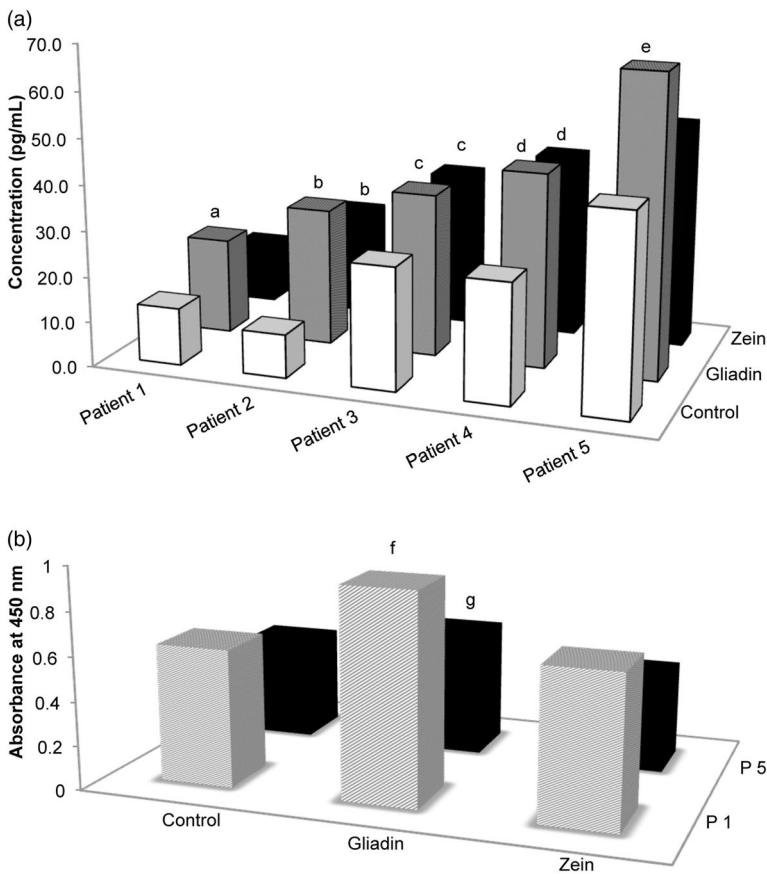 (a)
Concentration (pg/mL)
70.0
60.0
50.0
40.0
30.0
20.0
10.0
0.0
a
b
b
c
c
d
d
e
Patient 1
Patient 2
Patient 3
Patient 4
Patient 5
Zein
Gliadin
Control
(b)
Absorbance at 450 nm
1
0.8
0.6
0.4
0.2
0
f
g
Control
Gliadin
Zein
P 5
P 1